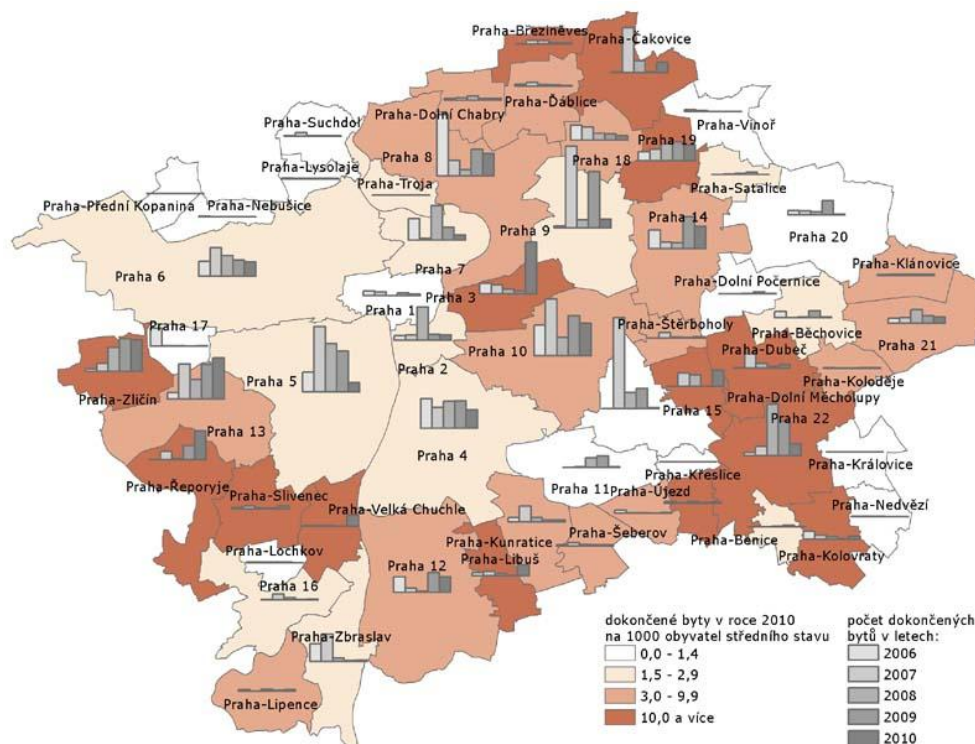 Praha-Březiněves
Praha-Čakovice
Praha-Ďáblice
Praha-Dolní Chabry
Praha-Vinoř
Praha-Suchdol
Praha 8
Praha 19
Praha 18
Praha-Lysolaje
Praha-Troja
Praha-Satalice
Praha-Přední Kopanina
Praha-Nebušice
Praha 9
Praha 14
Praha 20
Praha 6
Praha 7
Praha-Klánovice
Praha-Dolní Počernice
Praha 3
Praha 1
Praha 17
Praha-Štěrboholy
Praha-Běchovice
Praha 21
Praha 10
Praha-Dubeč
Praha 2
Praha-Koloděje
Praha 5
Praha-Zličín
Praha-Dolní Měcholupy
Praha 15
Praha 22
Praha 13
Praha 4
Praha-Královice
Praha-Křeslice
Praha-Řeporyje
Praha 11
Praha-Újezd
Praha-Slivenec
Praha-Nedvězí
Praha-Velká Chuchle
Praha-Šeberov
Praha-Benice
Praha-Kunratice
Praha-Lochkov
Praha-Kolovraty
Praha-Libuš
Praha 12
Praha 16
Praha-Zbraslav
Praha-Lipence
dokončené byty v roce 2010
na 1000 obyvatel středního stavu
0,0 - 1,4
1,5 - 2,9
3,0 - 9,9
10,0 a více
počet dokončených
bytů v letech:
2006
2007
2008
2009
2010